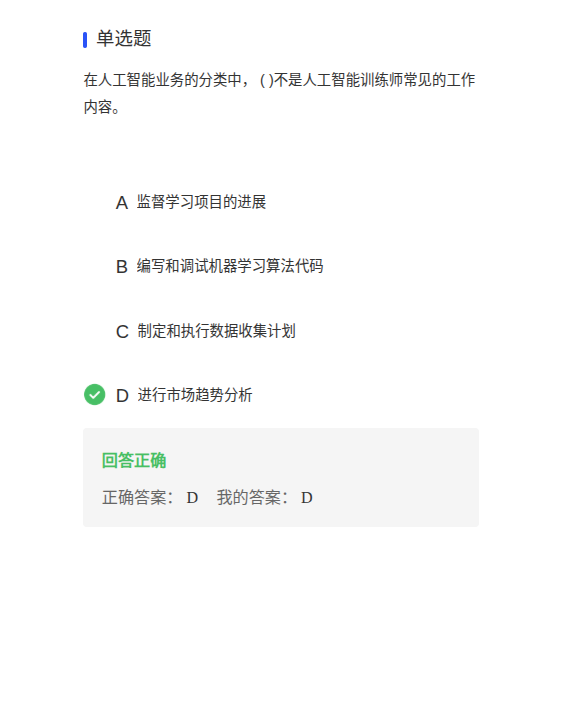 单选题
在人工智能业务的分类中， ( )不是人工智能训练师常见的工作
内容。
A 监督学习项目的进展
B 编写和调试机器学习算法代码
C 制定和执行数据收集计划
D 进行市场趋势分析
回答正确
正确答案： D 我的答案： D